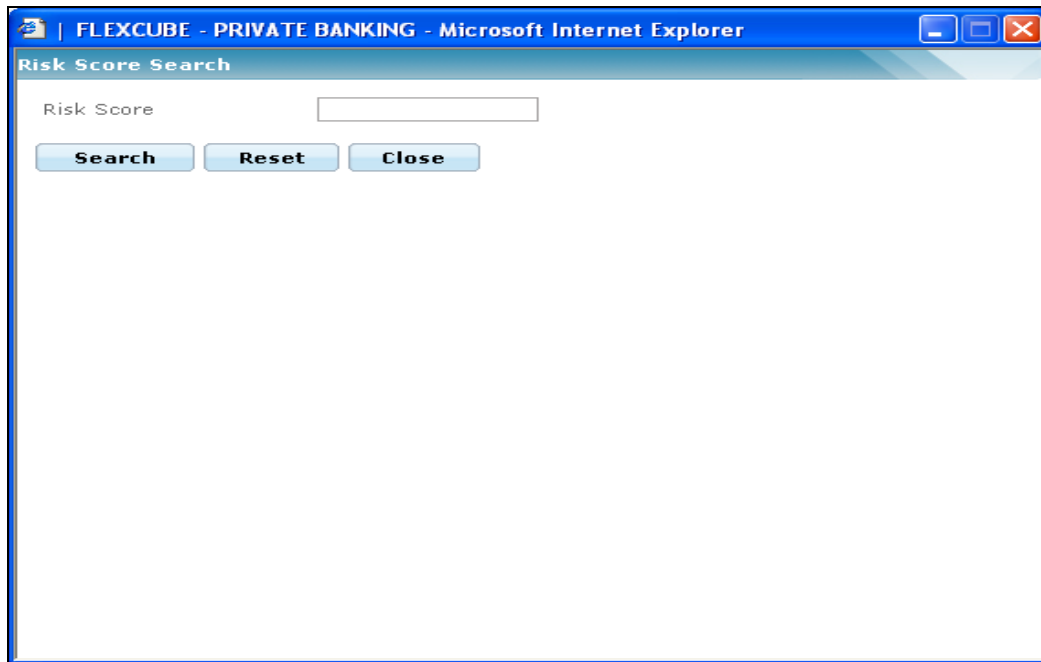 | FLEXCUBE - PRIVATE BANKING - Microsoft Internet Explorer
Risk Score Search
Risk Score
Search Reset Close